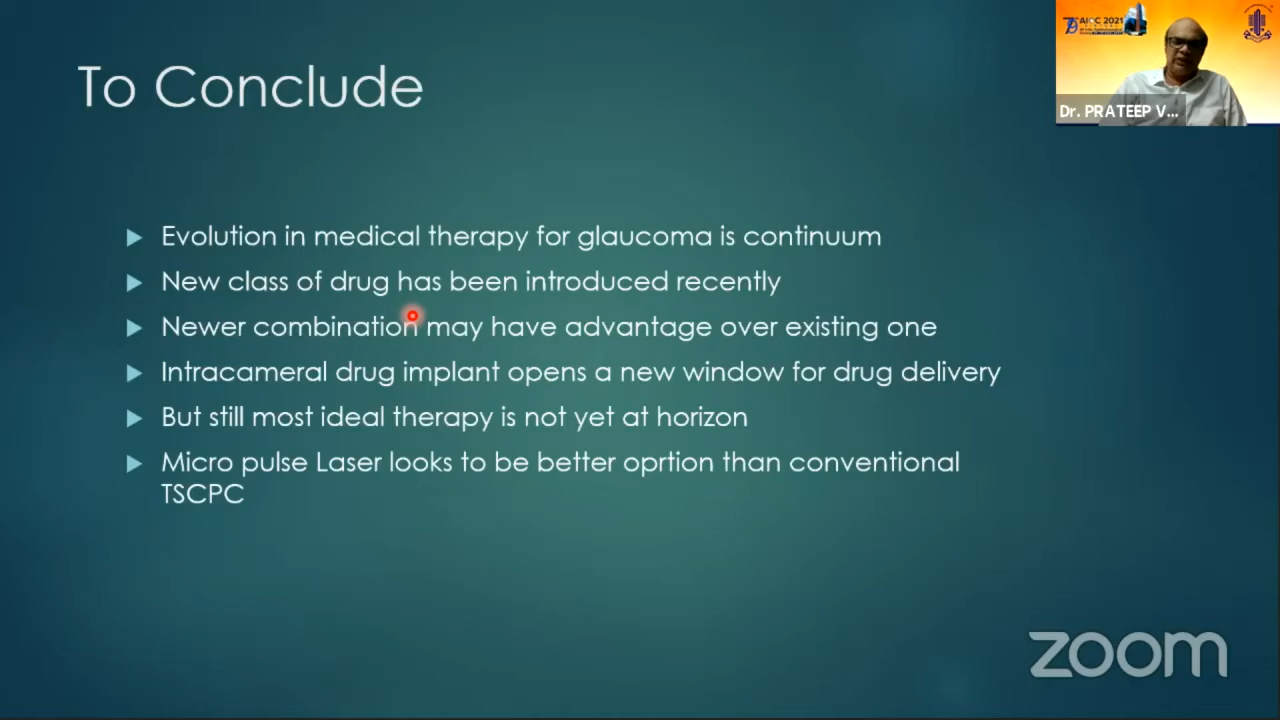 To Conclude
AIOC 2021
Dr. PRATEEP V...
Evolution in medical therapy for glaucoma is continuum
New class of drug has been introduced recently
Newer combination may have advantage over existing one
Intracameral drug implant opens a new window for drug delivery
But still most ideal therapy is not yet at horizon
Micro pulse Laser looks to be better oprtion than conventional
TSCPC
zoom